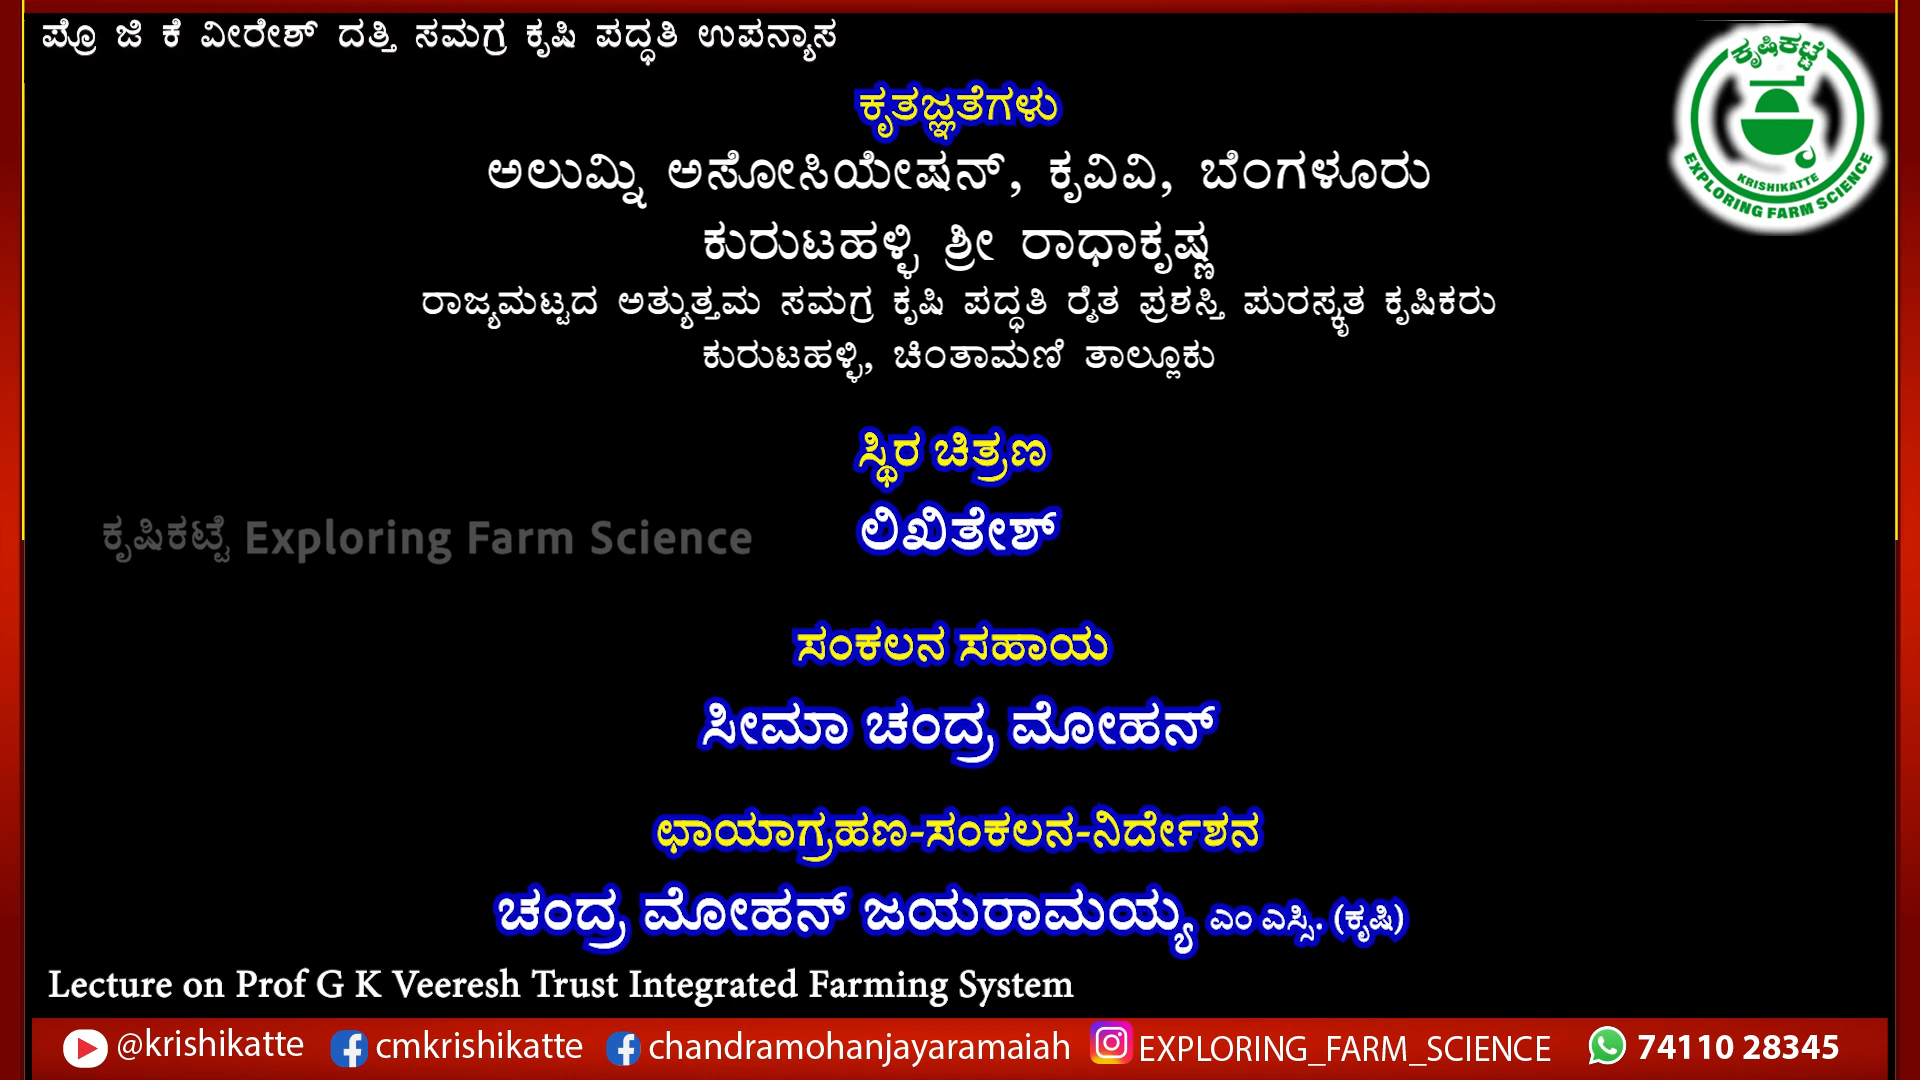 ಪ್ರೊ ಜಿ ಕೆ ವೀರೇಶ್ ದತ್ತಿ ಸಮಗ್ರ ಕೃಷಿ ಪದ್ಧತಿ ಉಪನ್ಯಾಸ
ಕೃಷಿಕಟ್ಟೆ
KRISHIKATTE
EXPLORING FARM SCIENCE
ಕೃತಜ್ಞತೆಗಳು
ಅಲುಮ್ನಿ ಅಸೋಸಿಯೇಷನ್, ಕೃವಿವಿ, ಬೆಂಗಳೂರು
ಕುರುಟಹಳ್ಳಿ ಶ್ರೀ ರಾಧಾಕೃಷ್ಣ
ರಾಜ್ಯಮಟ್ಟದ ಅತ್ಯುತ್ತಮ ಸಮಗ್ರ ಕೃಷಿ ಪದ್ಧತಿ ರೈತ ಪ್ರಶಸ್ತಿ ಪುರಸ್ಕೃತ ಕೃಷಿಕರು
ಕುರುಟಹಳ್ಳಿ, ಚಿಂತಾಮಣಿ ತಾಲ್ಲೂಕು
ಸ್ಥಿರ ಚಿತ್ರಣ
ಲಿಖಿತೇಶ್
ಕೃಷಿಕಟ್ಟೆ Exploring Farm Science
ಸಂಕಲನ ಸಹಾಯ
ಸೀಮಾ ಚಂದ್ರ ಮೋಹನ್
ಛಾಯಾಗ್ರಹಣ-ಸಂಕಲನ-ನಿರ್ದೇಶನ
ಚಂದ್ರ ಮೋಹನ್ ಜಯರಾಮಯ್ಯ ಎಂ ಎಸ್ಸಿ. (ಕೃಷಿ)
Lecture on Prof G K Veeresh Trust Integrated Farming System
@krishikatte cmkrishikatte chandramohanjayaramaiah EXPLORING_FARM_SCIENCE 74110 28345